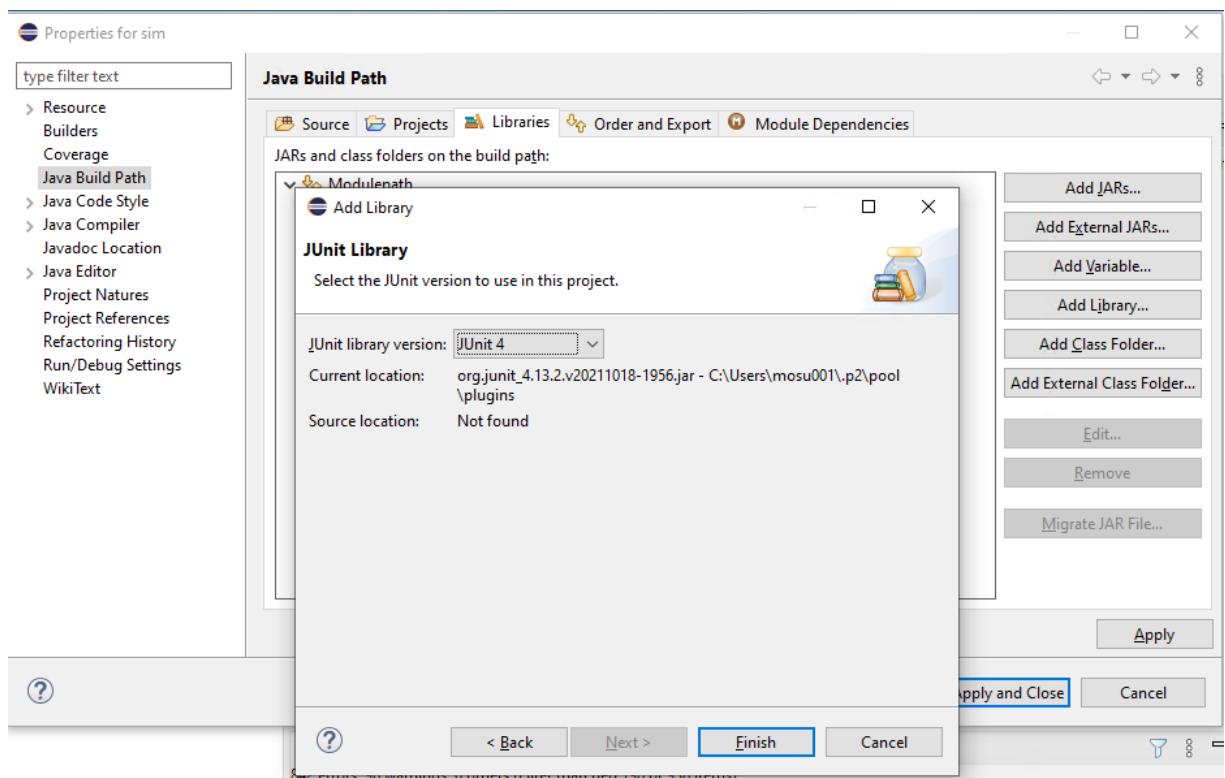 Properties for sim
type filter text
Resource
Builders
Coverage
Java Build Path
Java Code Style
Java Compiler
Javadoc Location
Java Editor
Project Natures
Project References
Refactoring History
Run/Debug Settings
WikiText
Java Build Path
Source Projects Libraries Order and Export Module Dependencies
JARs and class folders on the build path:
Modulepath
Add JARs...
Add External JARs...
Add Variable...
Add Library...
Add Class Folder...
Add External Class Folder...
Edit...
Remove
Migrate JAR File...
Apply
Apply and Close
Cancel
Add Library
JUnit Library
Select the JUnit version to use in this project.
JUnit library version: JUnit 4
Current location: org.junit_4.13.2.v20211018-1956.jar - C:\Users\mosu001\.p2\pool
\plugins
Source location: Not found
< Back Next > Finish Cancel